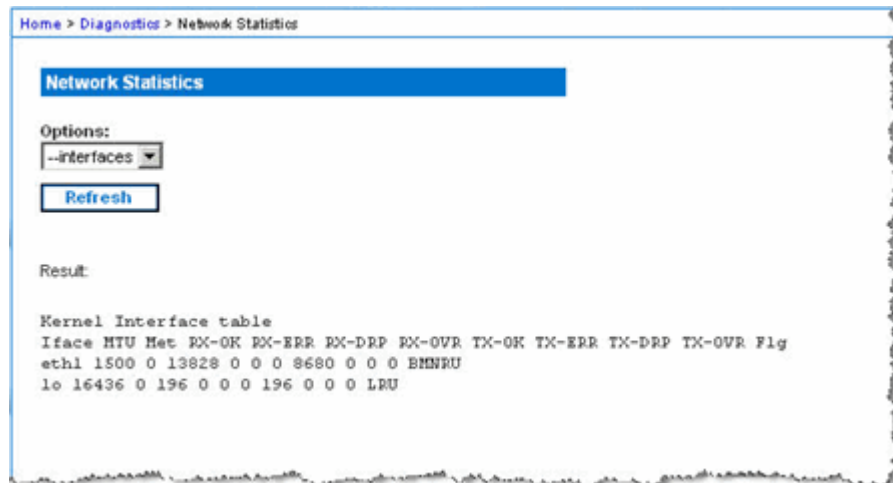 Home > Diagnostics > Network Statistics
Network Statistics
Options:
--interfaces
Refresh
Result:
Kernel Interface table
Iface MTU Met RX-OK RX-ERR RX-DRP RX-OVR TX-OK TX-ERR TX-DRP TX-OVR Flg
eth1 1500 0 13828 0 0 0 8680 0 0 0 BMNRU
lo 16436 0 196 0 0 0 196 0 0 0 LRU